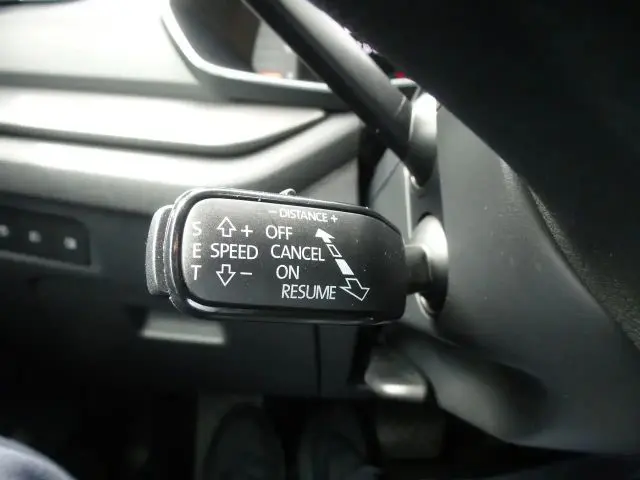 - DISTANCE +
S + OFF
E SPEED CANCEL
T - ON
RESUME